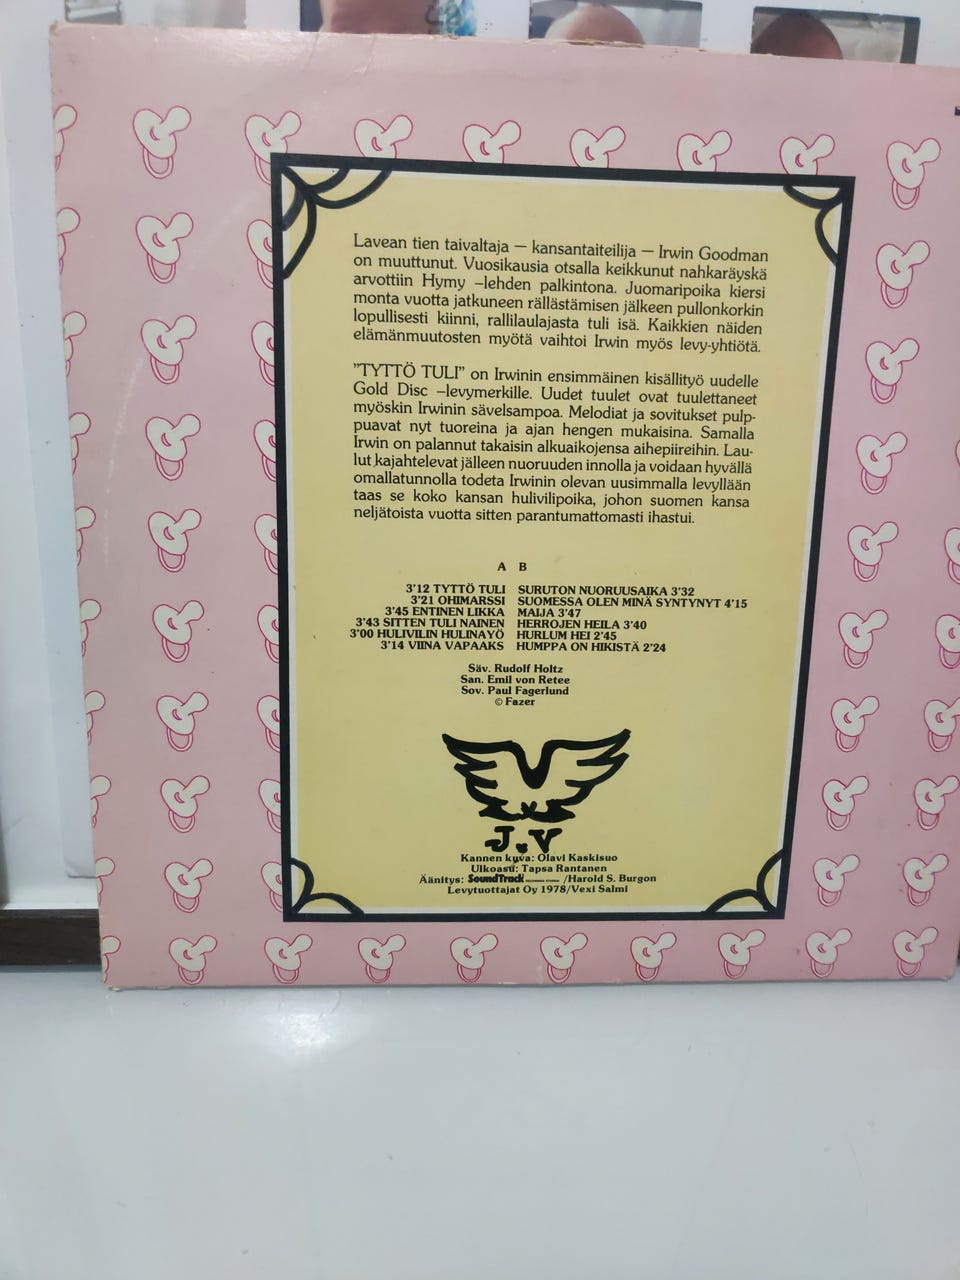 Lavean tien taivaltaja — kansantaiteilija — Irwin Goodman
on muuttunut. Vuosikausia otsalla keikkunut nahkaräyskä
arvottiin Hymy –lehden palkintona. Juomaripoika kiersi
monta vuotta jatkuneen rällästämisen jälkeen pullonkorkin
lopullisesti kiinni, rallilaulajasta tuli isä. Kaikkien näiden
elämänmuutosten myötä vaihtoi Irwin myös levy-yhtiötä.
"TYTTÖ TULI" on Irwinin ensimmäinen kisällityö uudelle
Gold Disc –levymerkille. Uudet tuulet ovat tuulettaneet
myöskin Irwinin sävelsampoa. Melodiat ja sovitukset pulp-
puavat nyt tuoreina ja ajan hengen mukaisina. Samalla
Irwin on palannut takaisin alkuaikojensa aihepiireihin. Lau-
lut kajahtelevat jälleen nuoruuden innolla ja voidaan hyvällä
omallatunnolla todeta Irwinin olevan uusimmalla levyllään
taas se koko kansan hulivilipoika, johon suomen kansa
neljätoista vuotta sitten parantumattomasti ihastui.
A B
3'12 TYTTÖ TULI SURUTON NUORUUSAIKA 3'32
3'21 OHIMARSSI SUOMESSA OLEN MINÄ SYNTYNYT 4'15
3'45 ENTINEN LIKKA MAIJA 3'47
3'43 SITTEN TULI NAINEN HERROJEN HEILA 3'40
3'00 HULIVILIN HULINAYÖ HURLUM HEI 2'45
3'14 VIINA VAPAAKS HUMPPA ON HIKISTÄ 2'24
Säv. Rudolf Holtz
San. Emil von Retee
Sov. Paul Fagerlund
© Fazer
J.V
Kannen kuva: Olavi Kaskisuo
Ulkoasu: Tapsa Rantanen
Äänitys: SoundTrack /Harold S. Burgon
Levytuottajat Oy 1978/Vexi Salmi